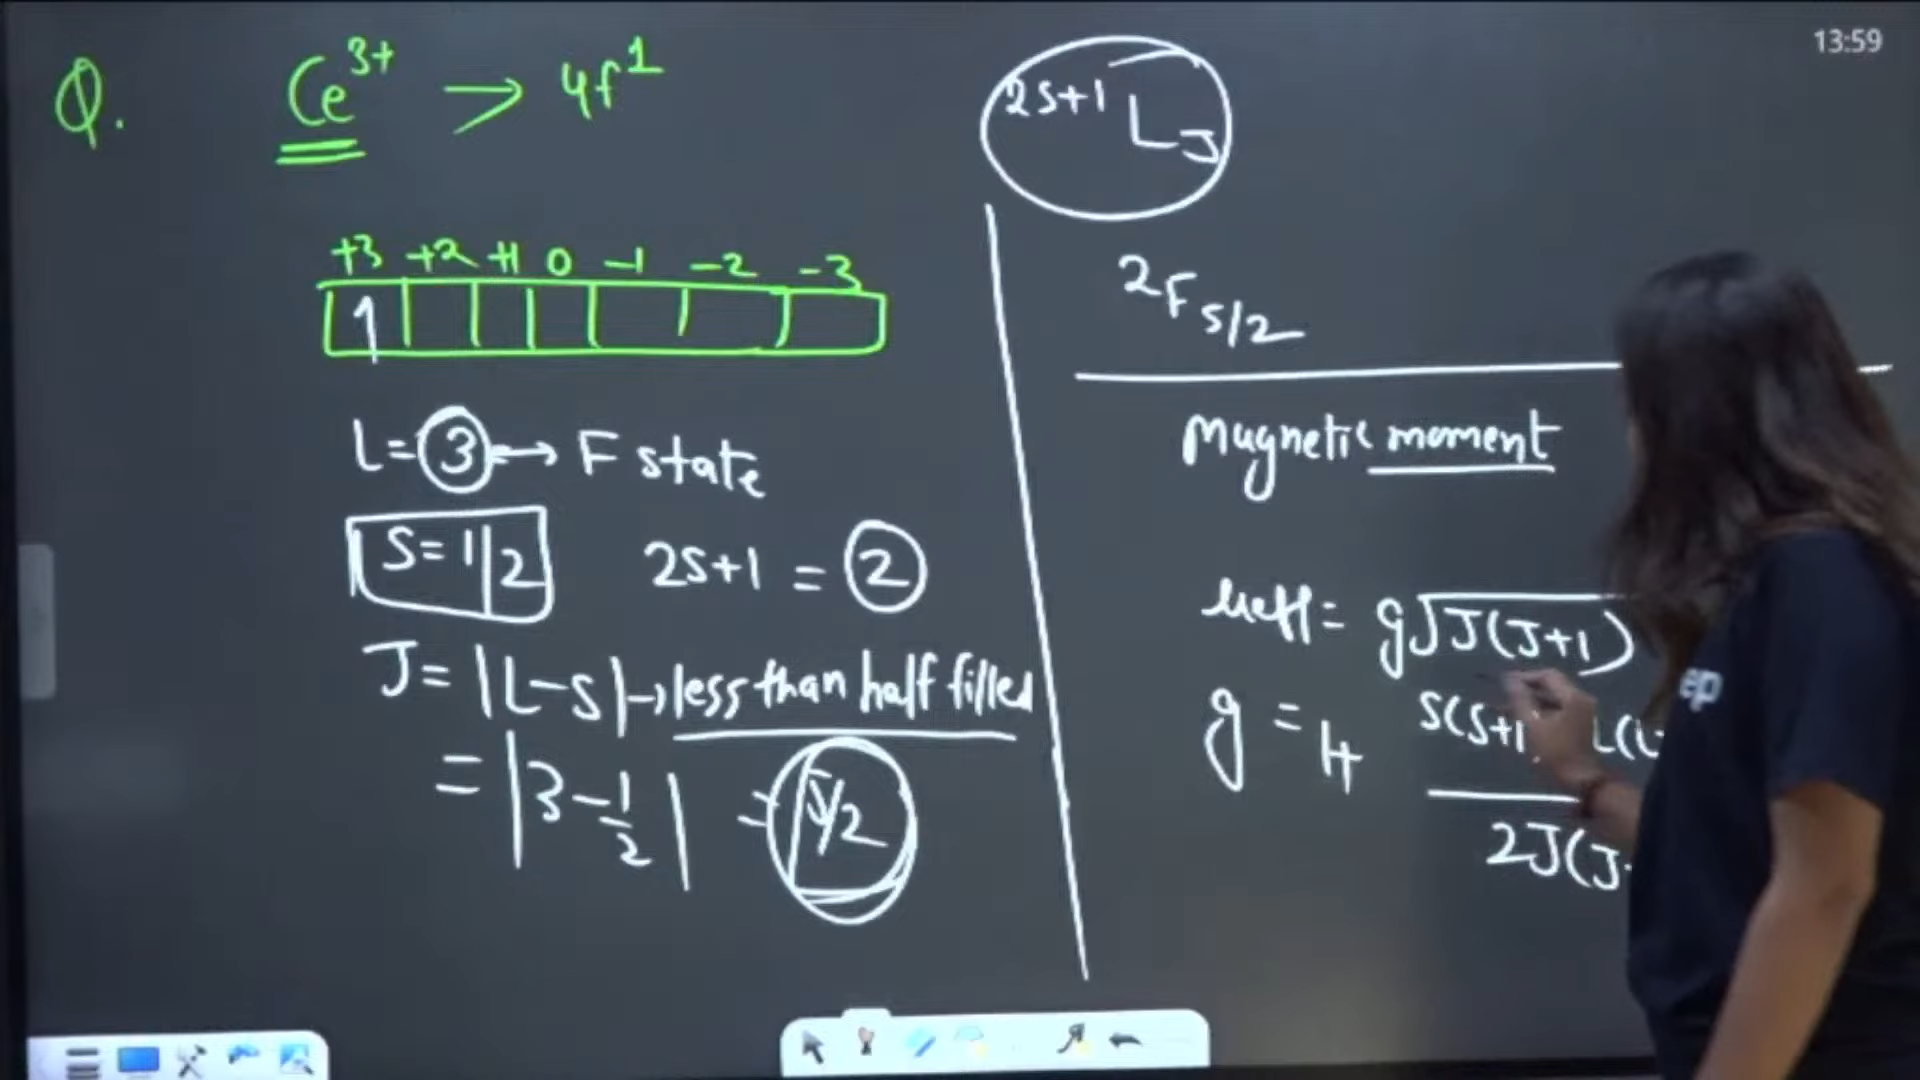 13:59
Q. Ce3+ > 4f1
2S+1 L J
+3 +2 +1 0 -1 -2 -3
1
2F5/2
L = 3 → F state
S = 1/2 2S+1 = 2
J = |L-S| → less than half filled
= |3 - 1/2| = 5/2
Magnetic moment
μeff = g√J(J+1)
g = 1+ S(S+1) L(L
2J(J
ep